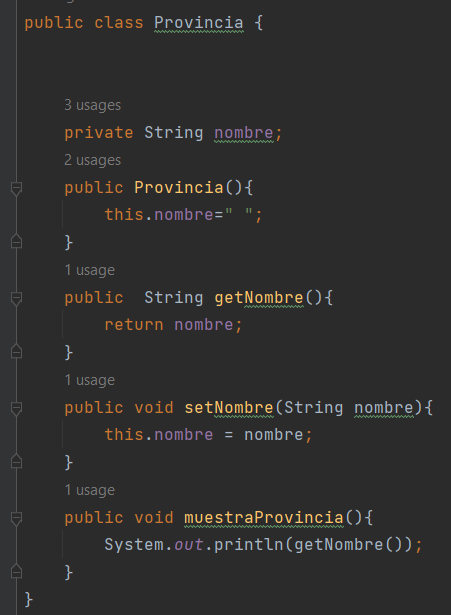 public class Provincia {
3 usages
private String nombre;
2 usages
public Provincia(){
this.nombre=" ";
}
1 usage
public  String getNombre(){
return nombre;
}
1 usage
public void setNombre(String nombre){
this.nombre = nombre;
}
1 usage
public void muestraProvincia(){
System.out.println(getNombre());
}
}